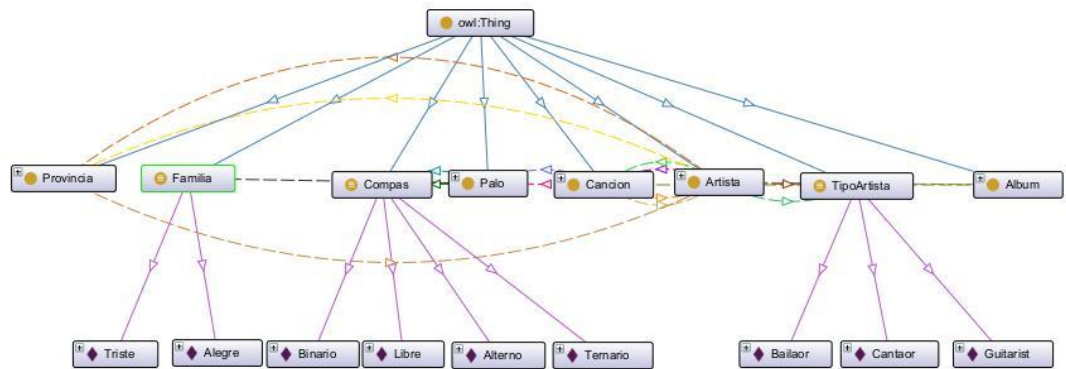 owl:Thing
Provincia
Familia
Compas
Palo
Cancion
Artista
TipoArtista
Album
Triste
Alegre
Binario
Libre
Alterno
Ternario
Bailaor
Cantaor
Guitarist